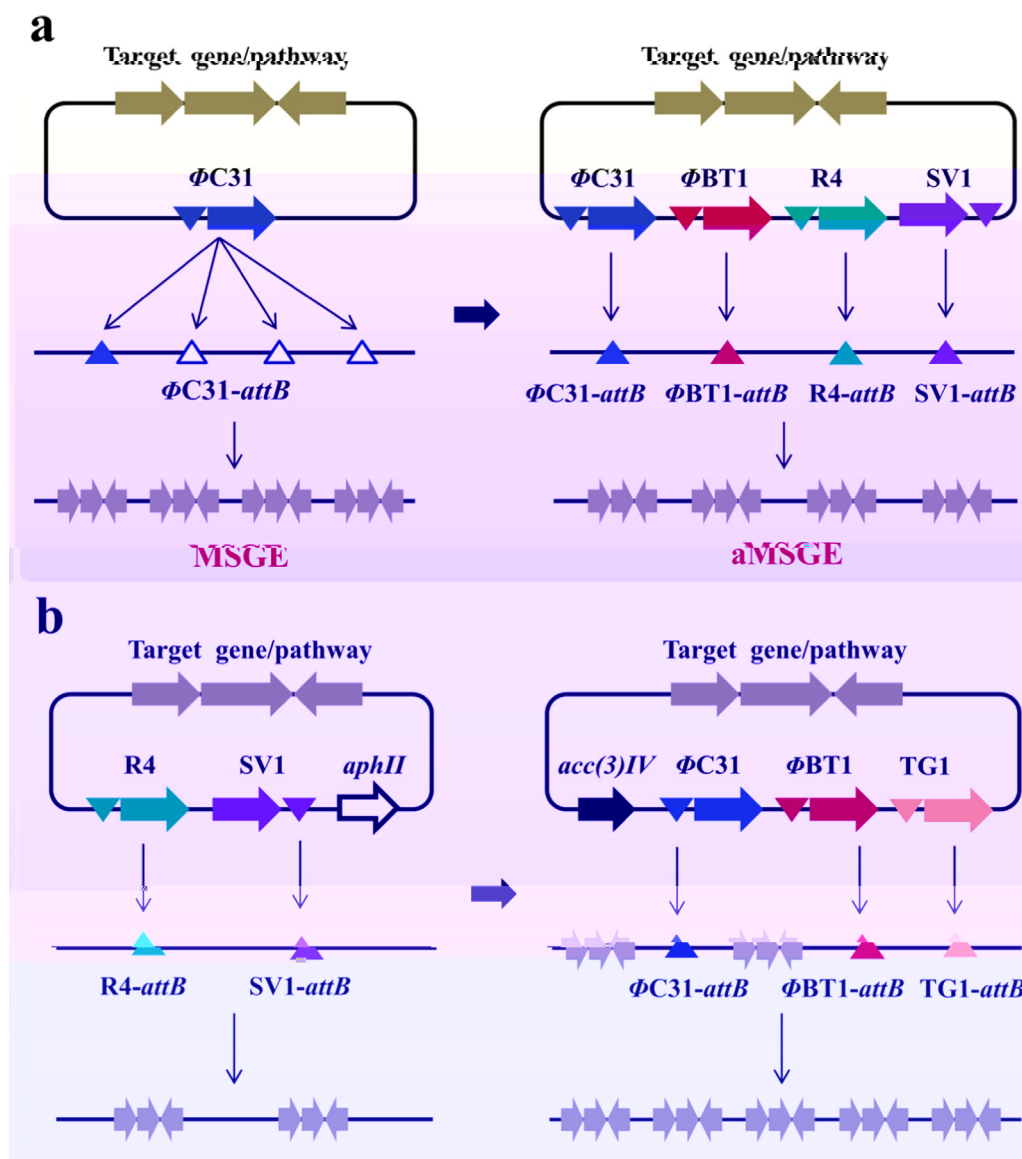 a
Target gene/pathway
Target gene/pathway
ΦC31
ΦC31 ΦBT1 R4 SV1
ΦC31-attB
ΦC31-attB ΦBT1-attB R4-attB SV1-attB
MSGE
aMSGE
b
Target gene/pathway
Target gene/pathway
R4 SV1 aphII
acc(3)IV ΦC31 ΦBT1 TG1
R4-attB SV1-attB
ΦC31-attB ΦBT1-attB TG1-attB